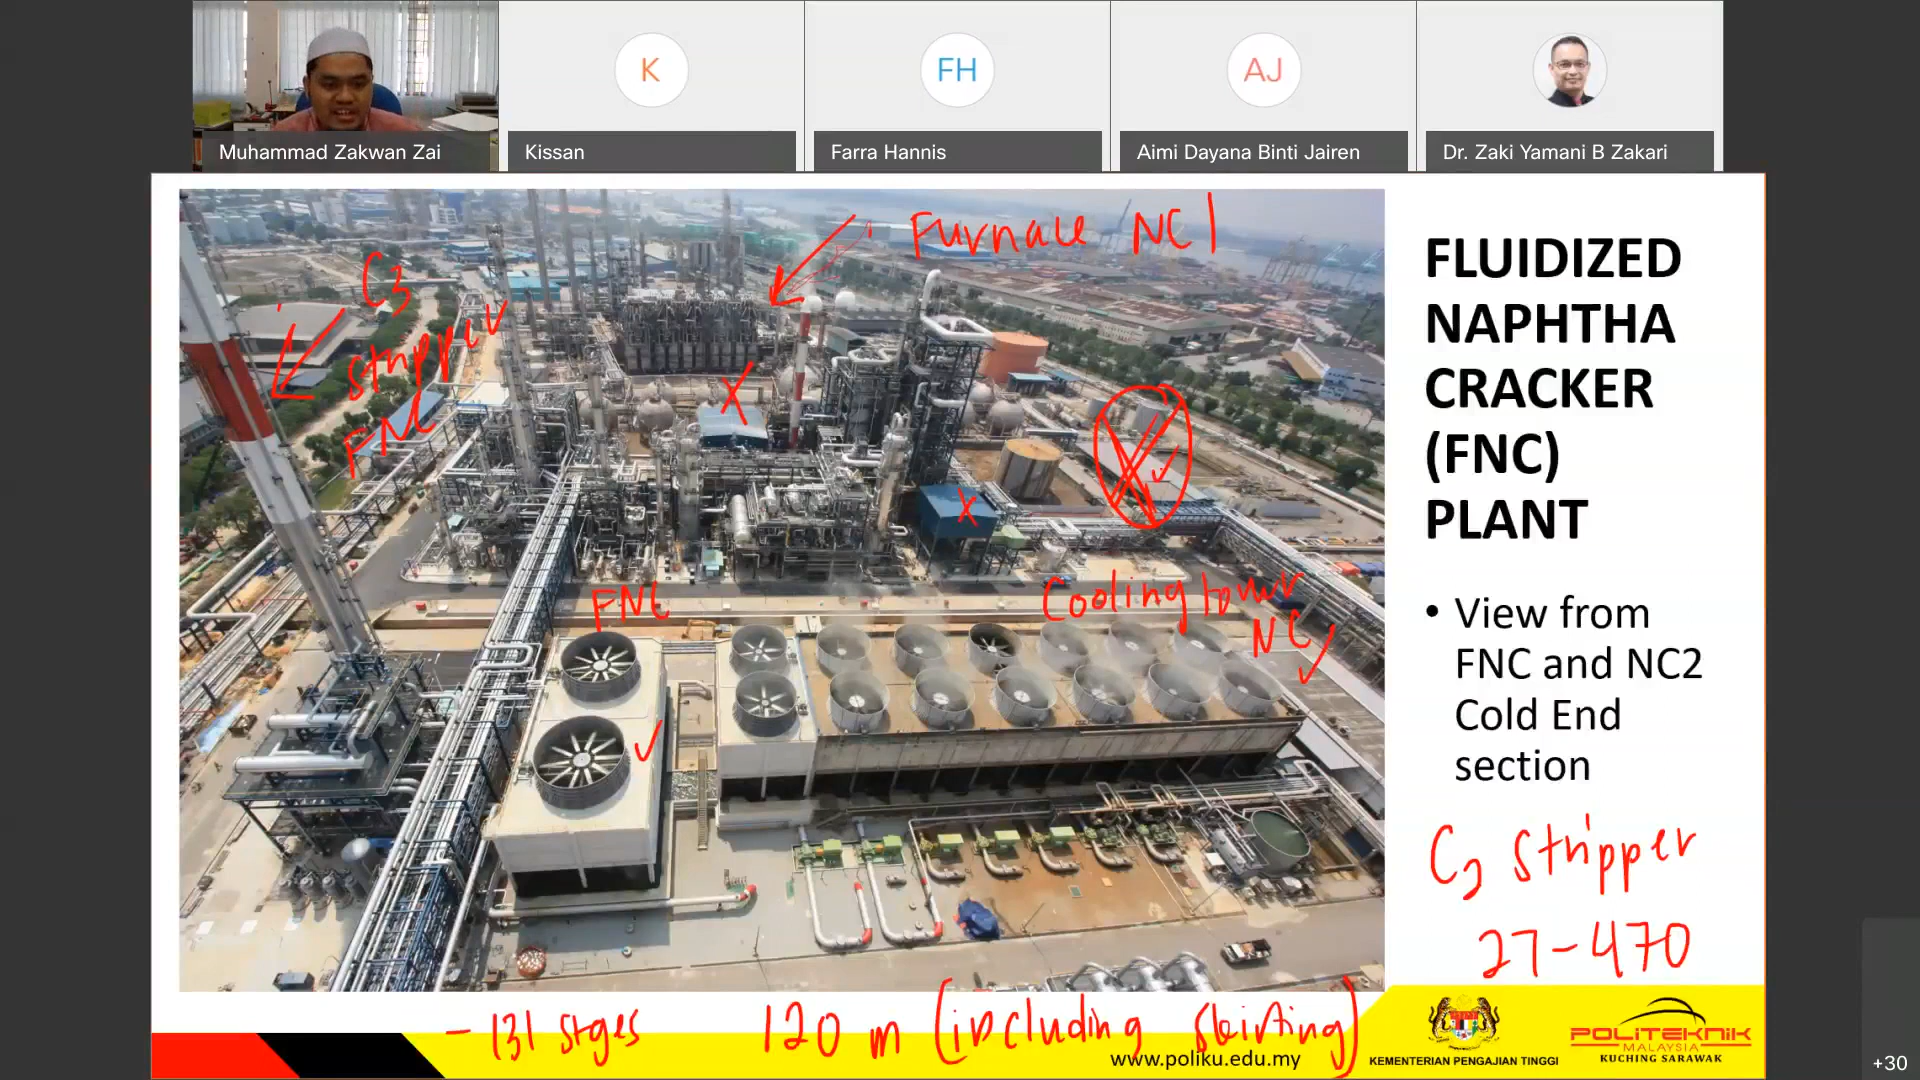 K
FH
AJ
Muhammad Zakwan Zai
Kissan
Farra Hannis
Aimi Dayana Binti Jairen
Dr. Zaki Yamani B Zakari
Furnace NC1
C3
stripper
FNC
FNC
Cooling tower
NC
FLUIDIZED
NAPHTHA
CRACKER
(FNC)
PLANT
• View from
FNC and NC2
Cold End
section
C3 stripper
27-470
- 131 stges 120 m (including skirting)
www.poliku.edu.my
KEMENTERIAN PENGAJIAN TINGGI
POLITEKNIK
MALAYSIA
KUCHING SARAWAK
+30